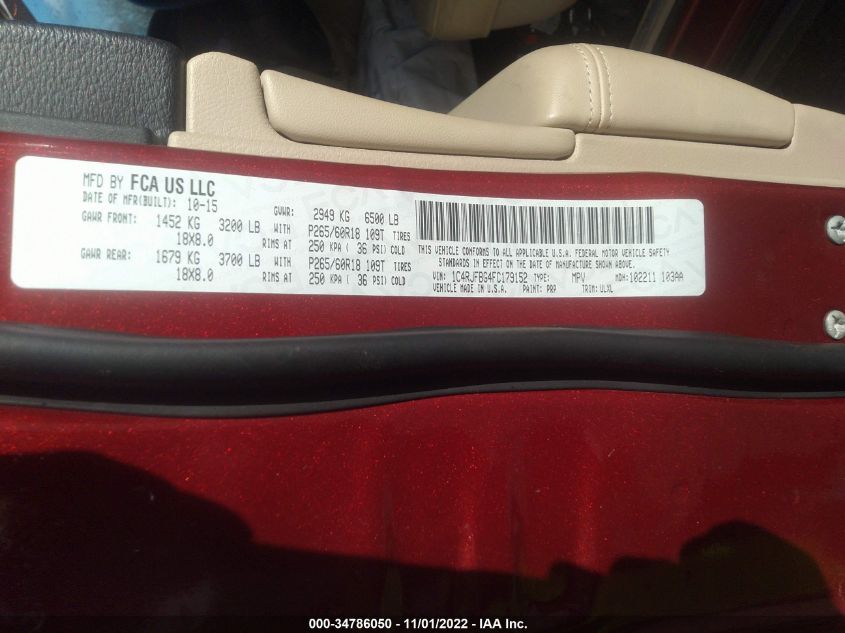 MFD BY FCA US LLC
DATE OF MFR(BUILT): 10-15 GVWR: 2949 KG 6500 LB
GAWR FRONT: 1452 KG 3200 LB WITH P265/60R18 109T TIRES
18X8.0 RIMS AT 250 KPA ( 36 PSI) COLD
GAWR REAR: 1679 KG 3700 LB WITH P265/60R18 109T TIRES
18X8.0 RIMS AT 250 KPA ( 36 PSI) COLD
THIS VEHICLE CONFORMS TO ALL APPLICABLE U.S.A. FEDERAL MOTOR VEHICLE SAFETY
STANDARDS IN EFFECT ON THE DATE OF MANUFACTURE SHOWN ABOVE.
VIN: 1C4RJFBG4FC179152 TYPE: MPV MDH: 102211 103AA
VEHICLE MADE IN U.S.A. PAINT: PRP TRIM: ULXL
000-34786050 - 11/01/2022 - IAA Inc.